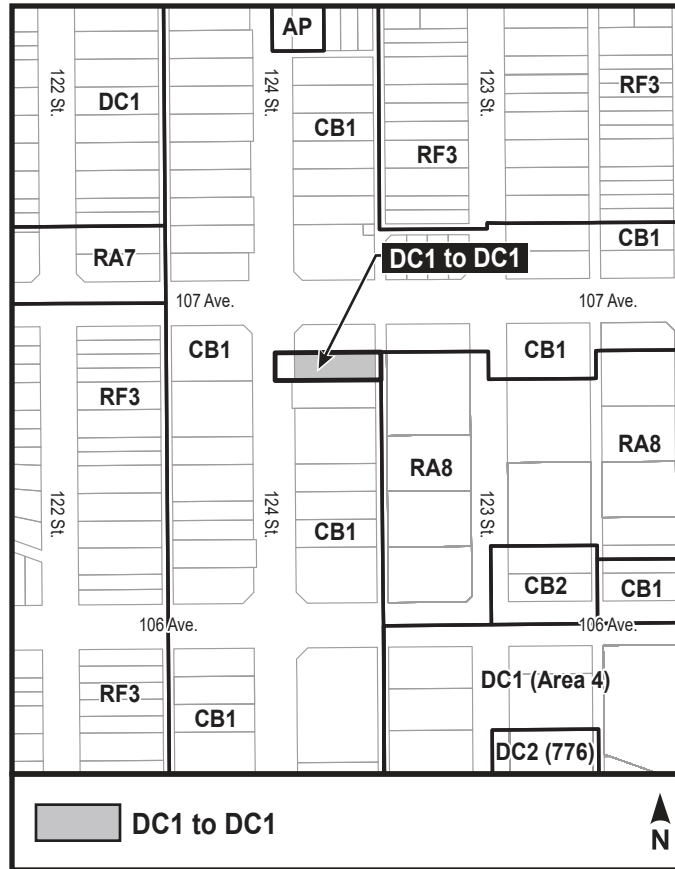 AP
122 St.
124 St.
123 St.
DC1
CB1
RF3
RF3
RA7
CB1
DC1 to DC1
107 Ave.
107 Ave.
CB1
CB1
RF3
RA8
RA8
122 St.
124 St.
123 St.
CB1
CB2
CB1
106 Ave.
106 Ave.
RF3
CB1
DC1 (Area 4)
DC2 (776)
DC1 to DC1
N